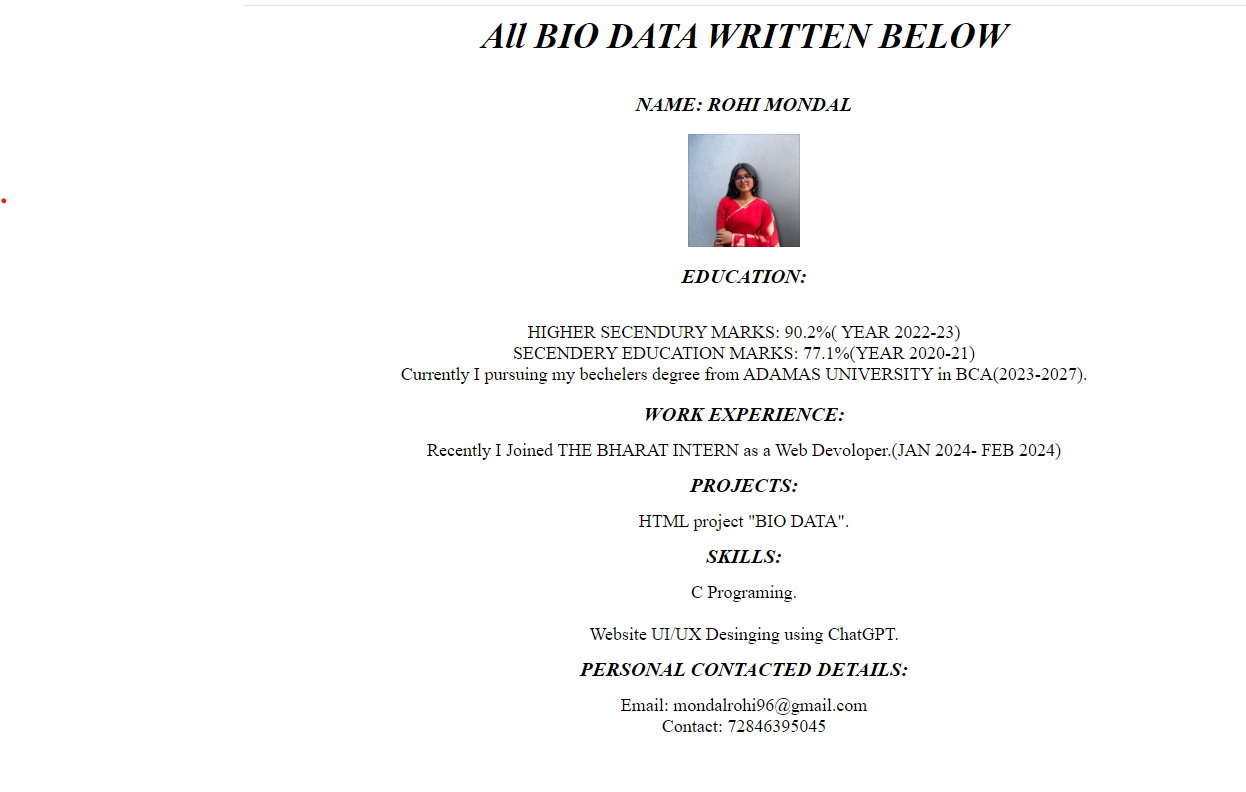 All BIO DATA WRITTEN BELOW
NAME: ROHI MONDAL
EDUCATION:
HIGHER SECENDURY MARKS: 90.2%( YEAR 2022-23)
SECENDERY EDUCATION MARKS: 77.1%(YEAR 2020-21)
Currently I pursuing my bechelers degree from ADAMAS UNIVERSITY in BCA(2023-2027).
WORK EXPERIENCE:
Recently I Joined THE BHARAT INTERN as a Web Devoloper.(JAN 2024- FEB 2024)
PROJECTS:
HTML project "BIO DATA".
SKILLS:
C Programing.
Website UI/UX Desinging using ChatGPT.
PERSONAL CONTACTED DETAILS:
Email: mondalrohi96@gmail.com
Contact: 72846395045